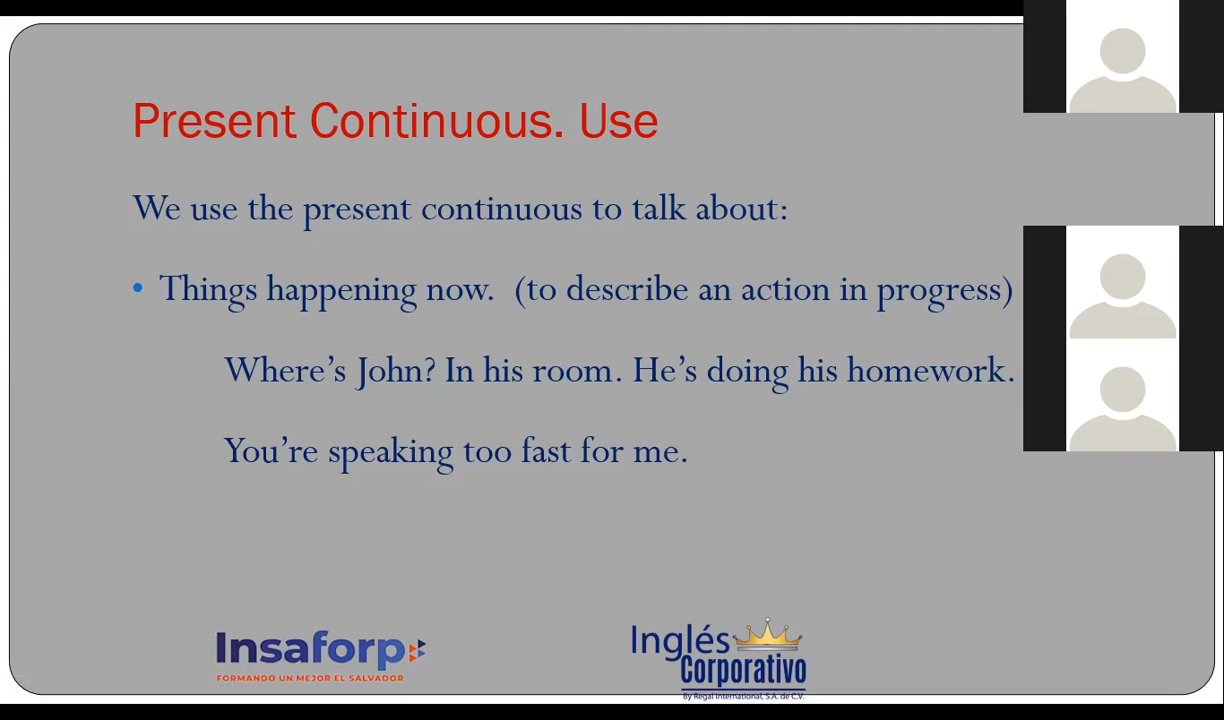 Present Continuous. Use
We use the present continuous to talk about:
• Things happening now. (to describe an action in progress)
Where’s John? In his room. He’s doing his homework.
You’re speaking too fast for me.
Insaforp
FORMANDO UN MEJOR EL SALVADOR
Inglés
Corporativo
By Regal International, S.A. de C.V.